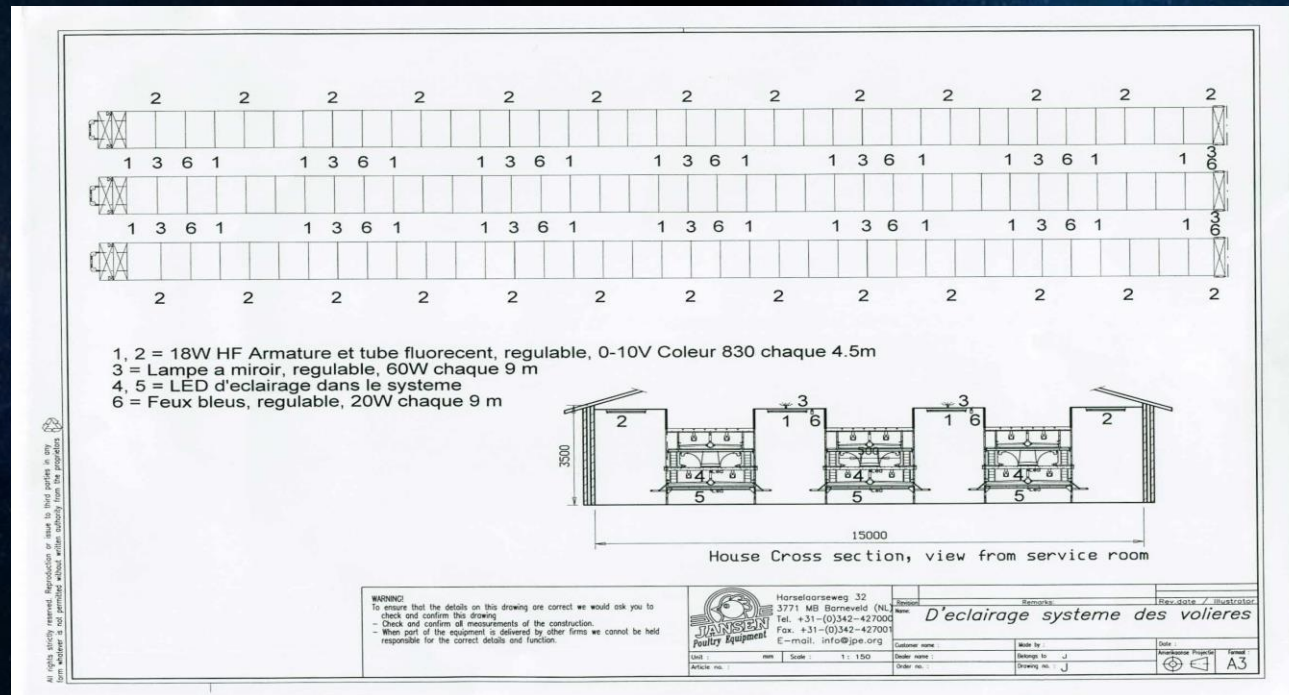 2 2 2 2 2 2 2 2 2 2 2 2 2
1 3 6 1 1 3 6 1 1 3 6 1 1 3 6 1 1 3 6 1 1 3 6 1 1 3
6
1 3 6 1 1 3 6 1 1 3 6 1 1 3 6 1 1 3 6 1 1 3 6 1 1 3
6
2 2 2 2 2 2 2 2 2 2 2 2 2
1, 2 = 18W HF Armature et tube fluorecent, regulable, 0-10V Coleur 830 chaque 4.5m
3 = Lampe a miroir, regulable, 60W chaque 9 m
4, 5 = LED d'eclairage dans le systeme
6 = Feux bleus, regulable, 20W chaque 9 m
3 3
2 1 6 1 6 2
3500
4 4 4
5 5 5
15000
House Cross section, view from service room
All rights strictly reserved. Reproduction or issue to third parties in any
form whatever is not permitted without written authority from the proprietors
WARNING!
To ensure that the details on this drawing are correct we would ask you to
check and confirm this drawing
- Check and confirm all measurements of the construction.
- When part of the equipment is delivered by other firms we cannot be held
responsible for the correct details and function.
JANSEN
Poultry Equipment
Harselaarseweg 32
3771 MB Barneveld (NL)
Tel. +31-(0)342-427000
Fax. +31-(0)342-427001
E-mail. info@jpe.org
Unit : mm Scale : 1: 150
Article no. :
Revision Remarks: Rev.date / Illustrator
Name: D'eclairage systeme des volieres
Customer name : Made by : Date :
Dealer name : Belongs to J Amerikaanse Projectie Formaat :
Order no. : Drawing no. : J A3